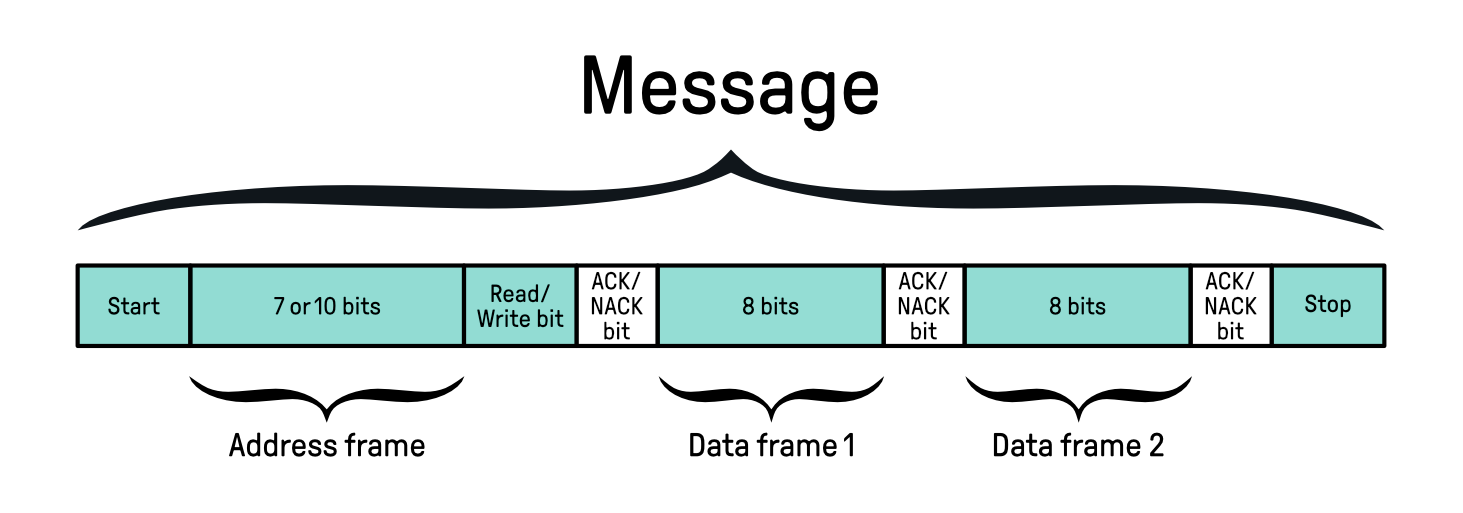 Message
Start
7 or 10 bits
Read/
Write bit
ACK/
NACK
bit
8 bits
ACK/
NACK
bit
8 bits
ACK/
NACK
bit
Stop
Address frame
Data frame 1
Data frame 2